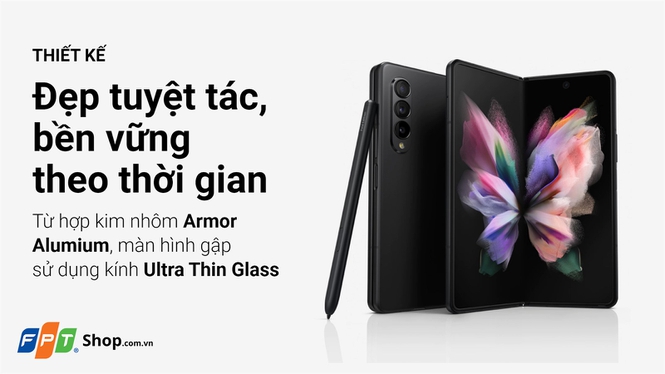 THIẾT KẾ
Đẹp tuyệt tác,
bền vững
theo thời gian
Từ hợp kim nhôm Armor
Alumium, màn hình gập
sử dụng kính Ultra Thin Glass
FPT® Shop.com.vn